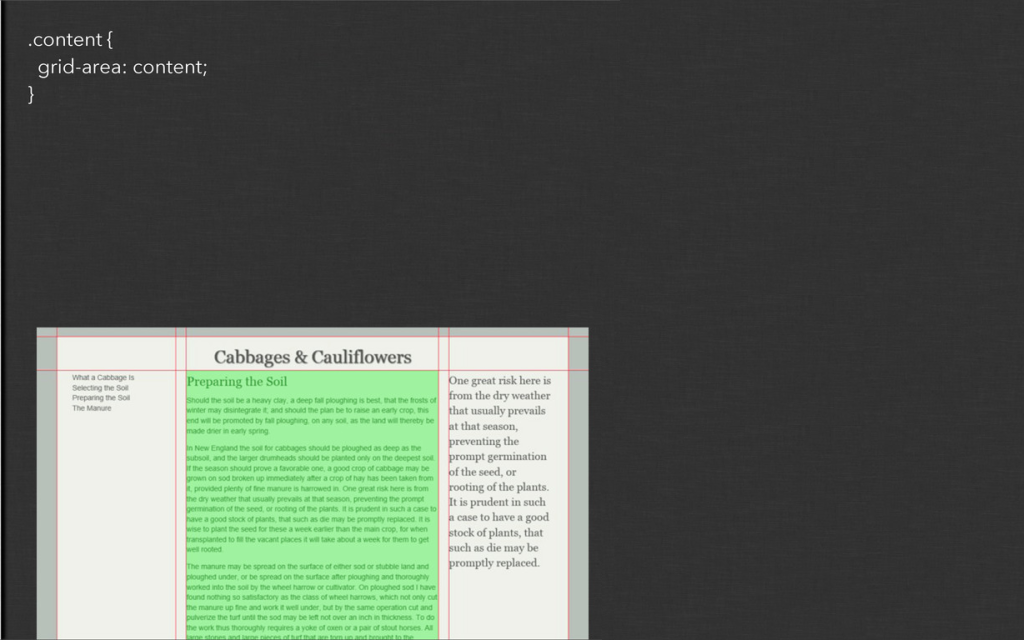 .content {
grid-area: content;
}
Cabbages & Cauliflowers
What a Cabbage Is
Selecting the Soil
Preparing the Soil
The Manure
Preparing the Soil
Should the soil be a heavy clay, a deep fall ploughing is best, that the frosts of
winter may disintegrate it; and should the plan be to raise an early crop, this
end will be promoted by fall ploughing, on any soil, as the land will thereby be
made drier in early spring.
In New England the soil for cabbages should be ploughed as deep as the
subsoil, and the larger drumheads should be planted only on the deepest soil.
If the season should prove a favorable one, a good crop of cabbage may be
grown on sod broken up immediately after a crop of hay has been taken from
it, provided plenty of fine manure is harrowed in. One great risk here is from
the dry weather that usually prevails at that season, preventing the prompt
germination of the seed, or rooting of the plants. It is prudent in such a case to
have a good stock of plants, that such as die may be promptly replaced. It is
wise to plant the seed for these a week earlier than the main crop, for when
transplanted to fill the vacant places it will take about a week for them to get
well rooted.
The manure may be spread on the surface of either sod or stubble land and
ploughed under, or be spread on the surface after ploughing and thoroughly
worked into the soil by the wheel harrow or cultivator. On ploughed sod I have
found nothing so satisfactory as the class of wheel harrows, which not only cut
the manure up fine and work it well under, but by the same operation cut and
pulverize the turf until the sod may be left not over an inch in thickness. To do
the work thus thoroughly requires a yoke of oxen or a pair of stout horses. All
large stones and large pieces of turf that are torn up and brought to the
One great risk here is
from the dry weather
that usually prevails
at that season,
preventing the
prompt germination
of the seed, or
rooting of the plants.
It is prudent in such
a case to have a good
stock of plants, that
such as die may be
promptly replaced.